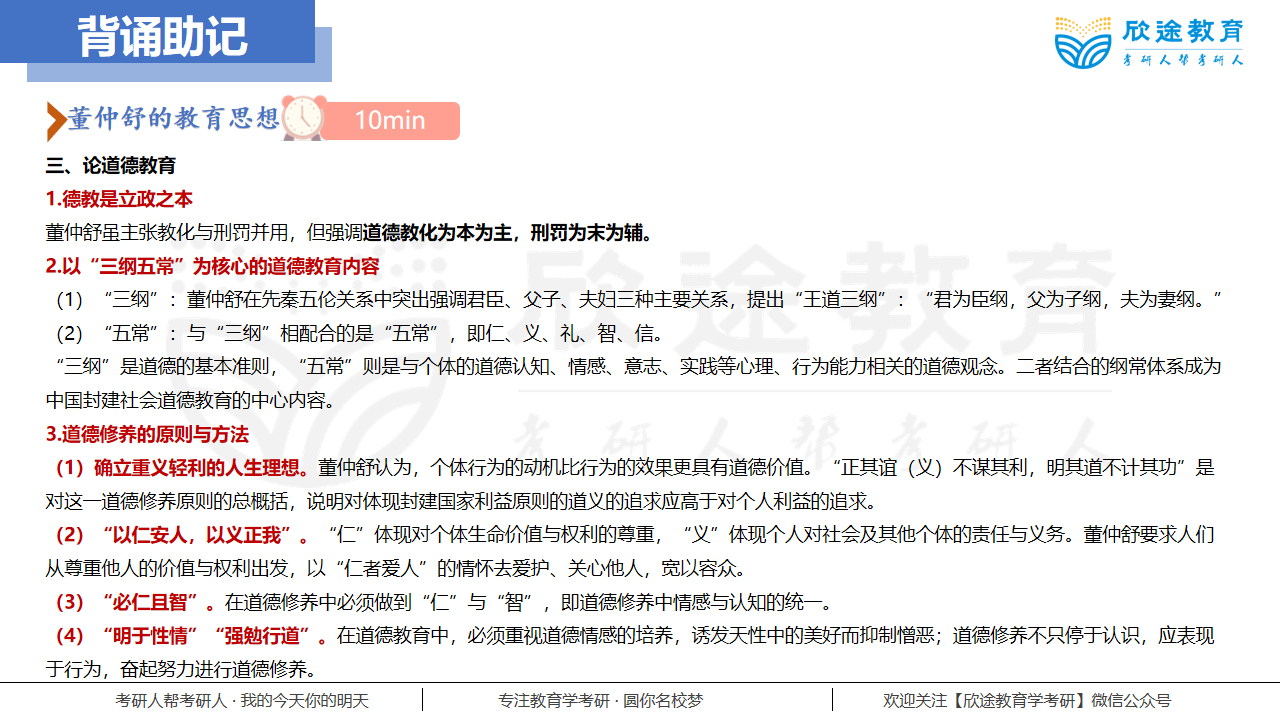 背诵助记
欣途教育
考研人帮考研人
董仲舒的教育思想
10min
三、论道德教育
1.德教是立政之本
董仲舒虽主张教化与刑罚并用，但强调道德教化为本为主，刑罚为末为辅。
2.以“三纲五常”为核心的道德教育内容
（1）“三纲”：董仲舒在先秦五伦关系中突出强调君臣、父子、夫妇三种主要关系，提出“王道三纲”：“君为臣纲，父为子纲，夫为妻纲。”
（2）“五常”：与“三纲”相配合的是“五常”，即仁、义、礼、智、信。
“三纲”是道德的基本准则，“五常”则是与个体的道德认知、情感、意志、实践等心理、行为能力相关的道德观念。二者结合的纲常体系成为
中国封建社会道德教育的中心内容。
3.道德修养的原则与方法
（1）确立重义轻利的人生理想。董仲舒认为，个体行为的动机比行为的效果更具有道德价值。“正其谊（义）不谋其利，明其道不计其功”是
对这一道德修养原则的总概括，说明对体现封建国家利益原则的道义的追求应高于对个人利益的追求。
（2）“以仁安人，以义正我”。“仁”体现对个体生命价值与权利的尊重，“义”体现个人对社会及其他个体的责任与义务。董仲舒要求人们
从尊重他人的价值与权利出发，以“仁者爱人”的情怀去爱护、关心他人，宽以容众。
（3）“必仁且智”。在道德修养中必须做到“仁”与“智”，即道德修养中情感与认知的统一。
（4）“明于性情”“强勉行道”。在道德教育中，必须重视道德情感的培养，诱发天性中的美好而抑制憎恶；道德修养不只停于认识，应表现
于行为，奋起努力进行道德修养。
欣途教育
考研人帮考研人
考研人帮考研人 · 我的今天你的明天
专注教育学考研 · 圆你名校梦
欢迎关注【欣途教育学考研】微信公众号